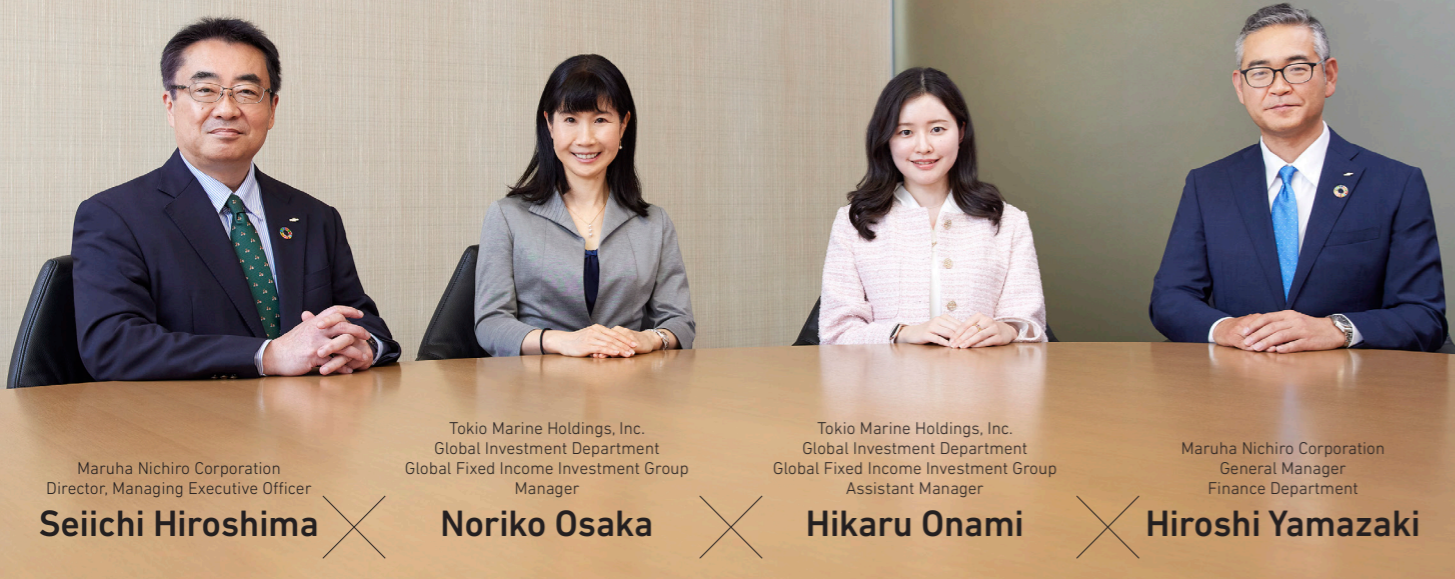 Maruha Nichiro Corporation
Director, Managing Executive Officer
Seiichi Hiroshima
Tokio Marine Holdings, Inc.
Global Investment Department
Global Fixed Income Investment Group
Manager
Noriko Osaka
Tokio Marine Holdings, Inc.
Global Investment Department
Global Fixed Income Investment Group
Assistant Manager
Hikaru Onami
Maruha Nichiro Corporation
General Manager
Finance Department
Hiroshi Yamazaki